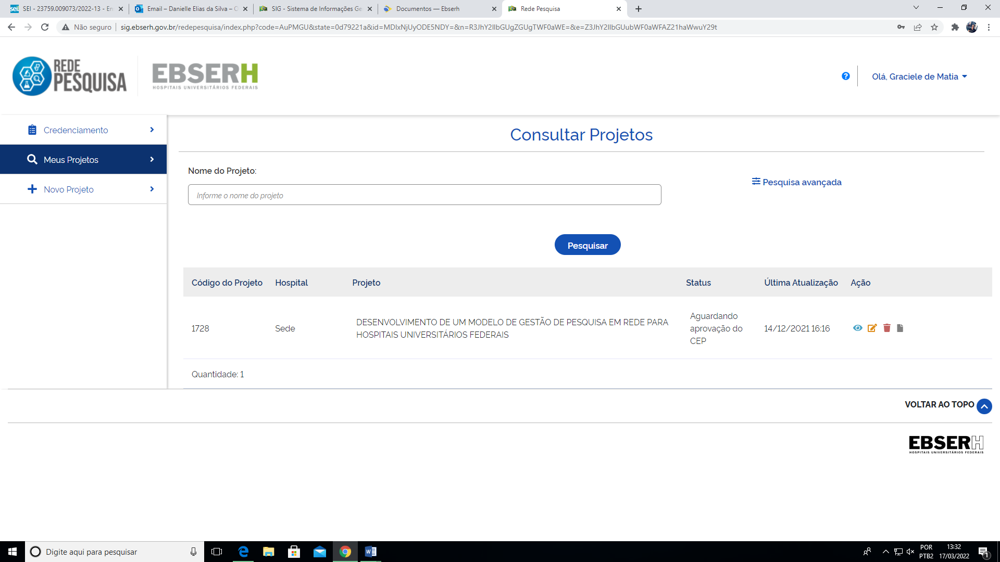 SEI - 23759.009073/2022-13 - En
Email – Danielle Elias da Silva – O
SIG - Sistema de Informações Ge
Documentos — Ebserh
Rede Pesquisa
Não seguro
sig.ebserh.gov.br/redepesquisa/index.php?code=AuPMGU&state=0d79221a&id=MDIxNjUyODE5NDY=&n=R3JhY2llbGUgZGUgTWF0aWE=&e=Z3JhY2llbGUubWF0aWFAZ21haWwuY29t
REDE
PESQUISA
EBSERH
HOSPITAIS UNIVERSITÁRIOS FEDERAIS
Olá, Graciele de Matia
Credenciamento
Meus Projetos
Novo Projeto
Consultar Projetos
Nome do Projeto:
Informe o nome do projeto
Pesquisa avançada
Pesquisar
Código do Projeto Hospital Projeto Status Última Atualização Ação
1728 Sede DESENVOLVIMENTO DE UM MODELO DE GESTÃO DE PESQUISA EM REDE PARA
HOSPITAIS UNIVERSITÁRIOS FEDERAIS
Aguardando
aprovação do
CEP
14/12/2021 16:16
Quantidade: 1
VOLTAR AO TOPO
EBSERH
HOSPITAIS UNIVERSITÁRIOS FEDERAIS
Digite aqui para pesquisar
POR
PTB2
13:32
17/03/2022
1